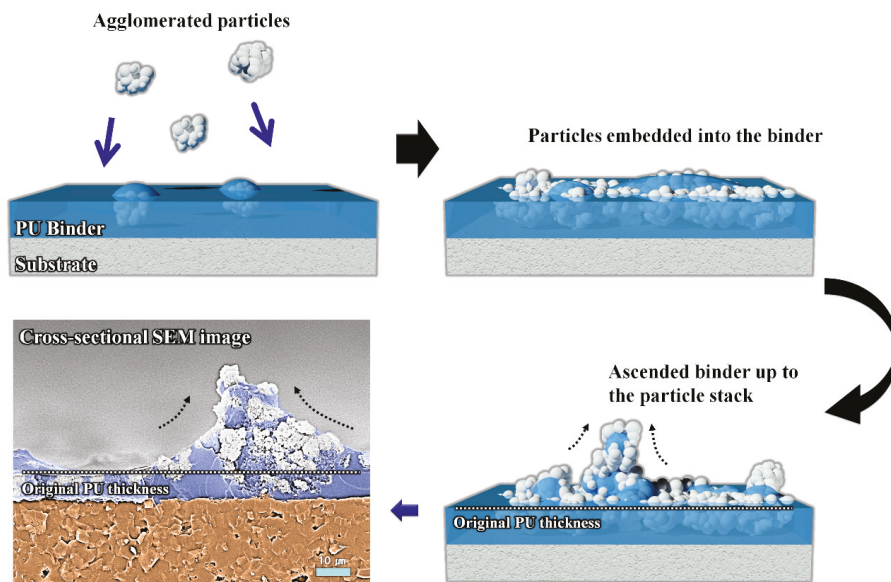 Agglomerated particles
PU Binder
Substrate
Particles embedded into the binder
Ascended binder up to
the particle stack
Original PU thickness
Cross-sectional SEM image
Original PU thickness
10 μm